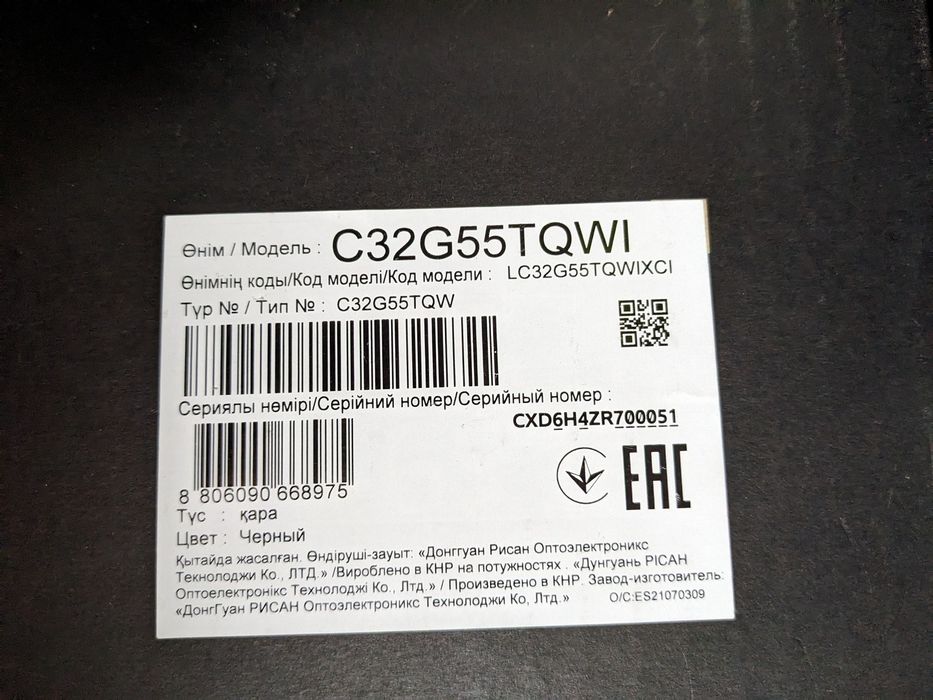 Өнім / Модель : C32G55TQWI
Өнімнің коды/Код моделі/Код модели : LC32G55TQWIXCI
Түр № / Тип № : C32G55TQW
Сериялы нөмірі/Серійний номер/Серийный номер :
CXD6H4ZR700051
8 806090 668975
EAC
Түс : қара
Цвет : Черный
Қытайда жасалған. Өндіруші-зауыт: «Донггуан Рисан Оптоэлектроникс
Текнолоджи Ко., ЛТД.» /Вироблено в КНР на потужностях . «Дунгуань РІСАН
Оптоелектронікс Технолоджі Ко., Лтд.» / Произведено в КНР. Завод-изготовитель:
«ДонгГуан РИСАН Оптоэлектроникс Технолоджи Ко, Лтд.» O/C:ES21070309